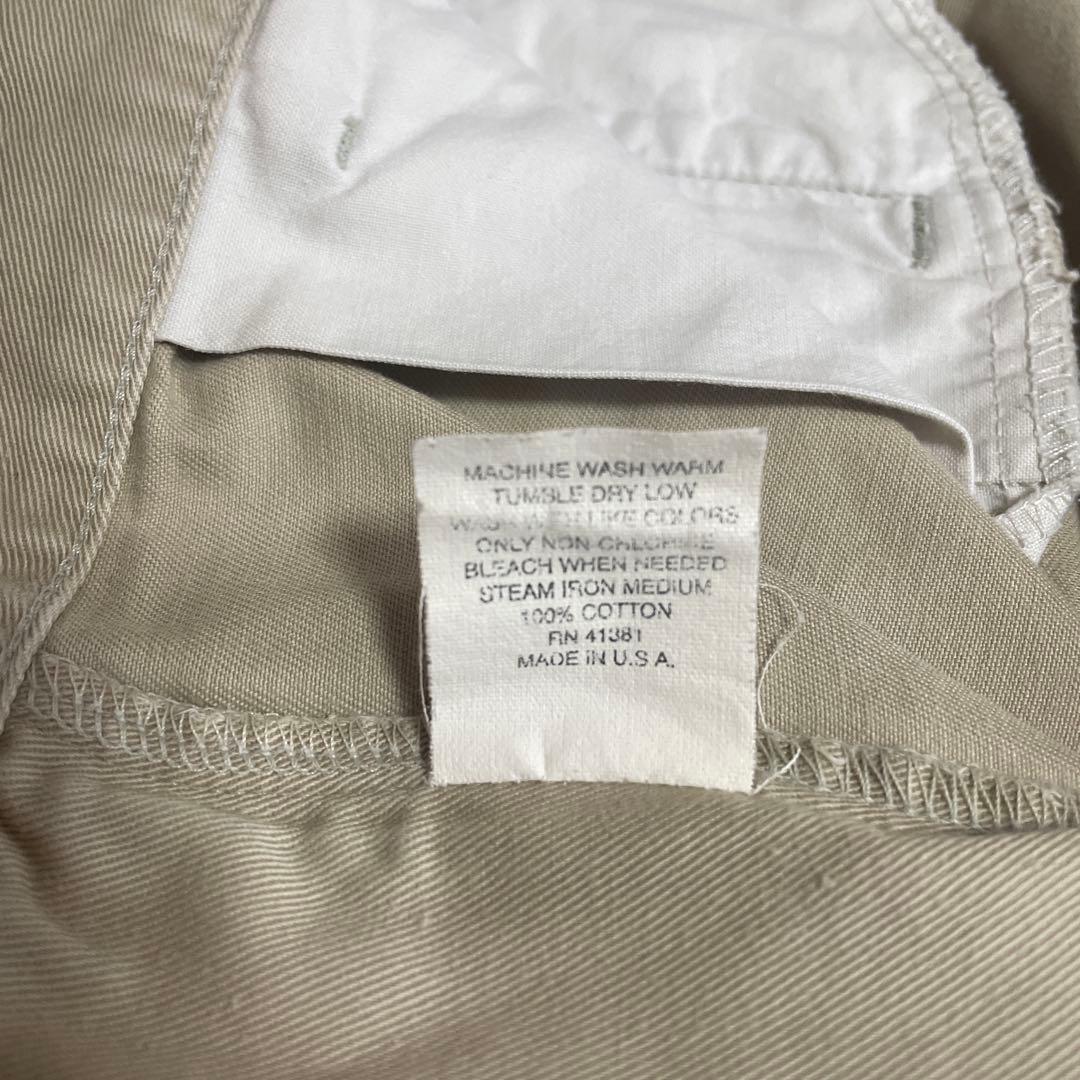 MACHINE WASH WARM
TUMBLE DRY LOW
WASH WITH LIKE COLORS
ONLY NON-CHLORINE
BLEACH WHEN NEEDED
STEAM IRON MEDIUM
100% COTTON
RN 41381
MADE IN U.S.A.